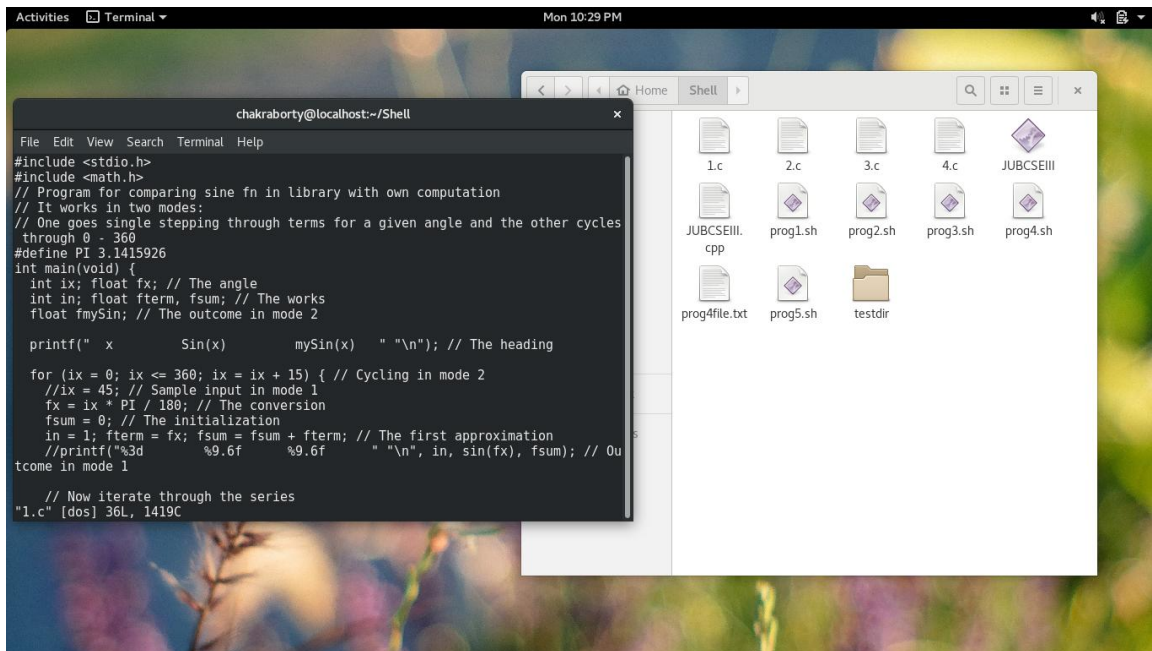 Activities Terminal Mon 10:29 PM
Home Shell
chakraborty@localhost:~/Shell
File Edit View Search Terminal Help
#include <stdio.h>
#include <math.h>
// Program for comparing sine fn in library with own computation
// It works in two modes:
// One goes single stepping through terms for a given angle and the other cycles
 through 0 - 360
#define PI 3.1415926
int main(void) {
  int ix; float fx; // The angle
  int in; float fterm, fsum; // The works
  float fmySin; // The outcome in mode 2
  printf("  x        Sin(x)        mySin(x)   " "\n"); // The heading
  for (ix = 0; ix <= 360; ix = ix + 15) { // Cycling in mode 2
    //ix = 45; // Sample input in mode 1
    fx = ix * PI / 180; // The conversion
    fsum = 0; // The initialization
    in = 1; fterm = fx; fsum = fsum + fterm; // The first approximation
    //printf("%3d       %9.6f     %9.6f     " "\n", in, sin(fx), fsum); // Ou
tcome in mode 1
    // Now iterate through the series
"1.c" [dos] 36L, 1419C
1.c 2.c 3.c 4.c JUBCSEIII
JUBCSEIII. prog1.sh prog2.sh prog3.sh prog4.sh
cpp
prog4file.txt prog5.sh testdir